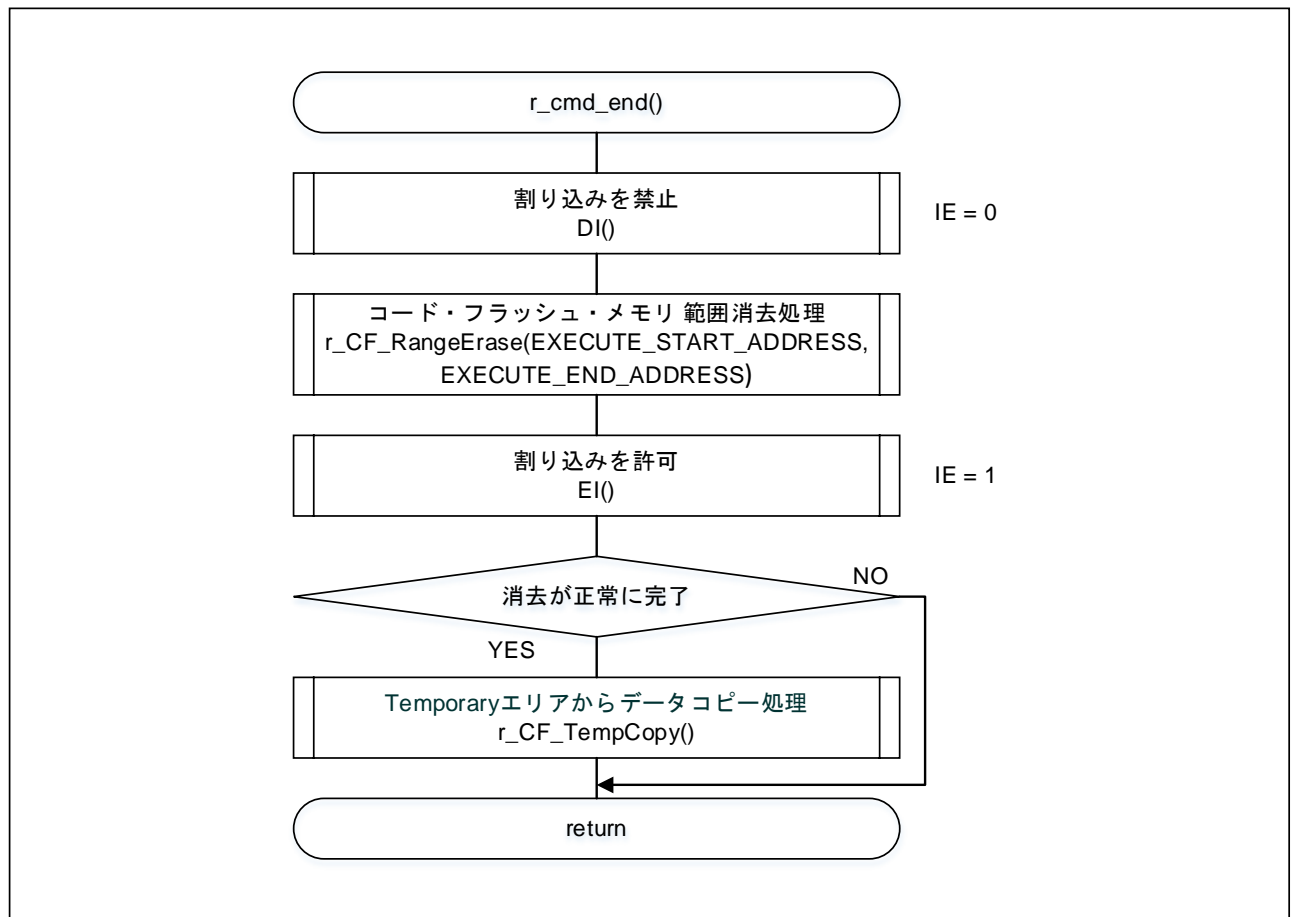 r_cmd_end()
割り込みを禁止
DI()
IE = 0
コード・フラッシュ・メモリ 範囲消去処理
r_CF_RangeErase(EXECUTE_START_ADDRESS,
EXECUTE_END_ADDRESS)
割り込みを許可
EI()
IE = 1
消去が正常に完了
NO
YES
Temporaryエリアからデータコピー処理
r_CF_TempCopy()
return